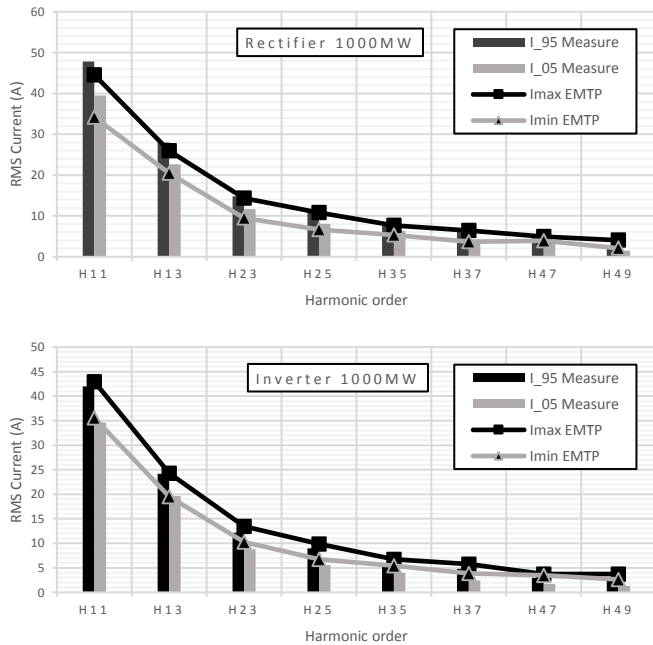 60
50
40
30
20
10
0
RMS Current (A)
Rectifier 1000MW
I_95 Measure
I_05 Measure
Imax EMTP
Imin EMTP
H11 H13 H23 H25 H35 H37 H47 H49
Harmonic order
50
45
40
35
30
25
20
15
10
5
0
RMS Current (A)
Inverter 1000MW
I_95 Measure
I_05 Measure
Imax EMTP
Imin EMTP
H11 H13 H23 H25 H35 H37 H47 H49
Harmonic order